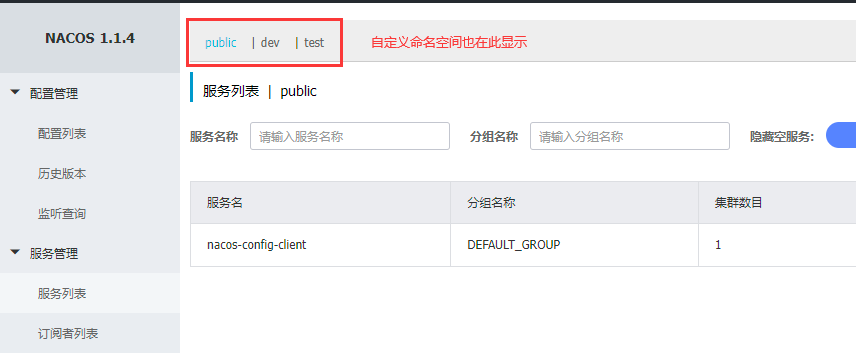 NACOS 1.1.4
public | dev | test
自定义命名空间也在此显示
配置管理
配置列表
历史版本
监听查询
服务管理
服务列表
订阅者列表
服务列表 | public
服务名称 请输入服务名称 分组名称 请输入分组名称 隐藏空服务:
服务名 分组名称 集群数目
nacos-config-client DEFAULT_GROUP 1